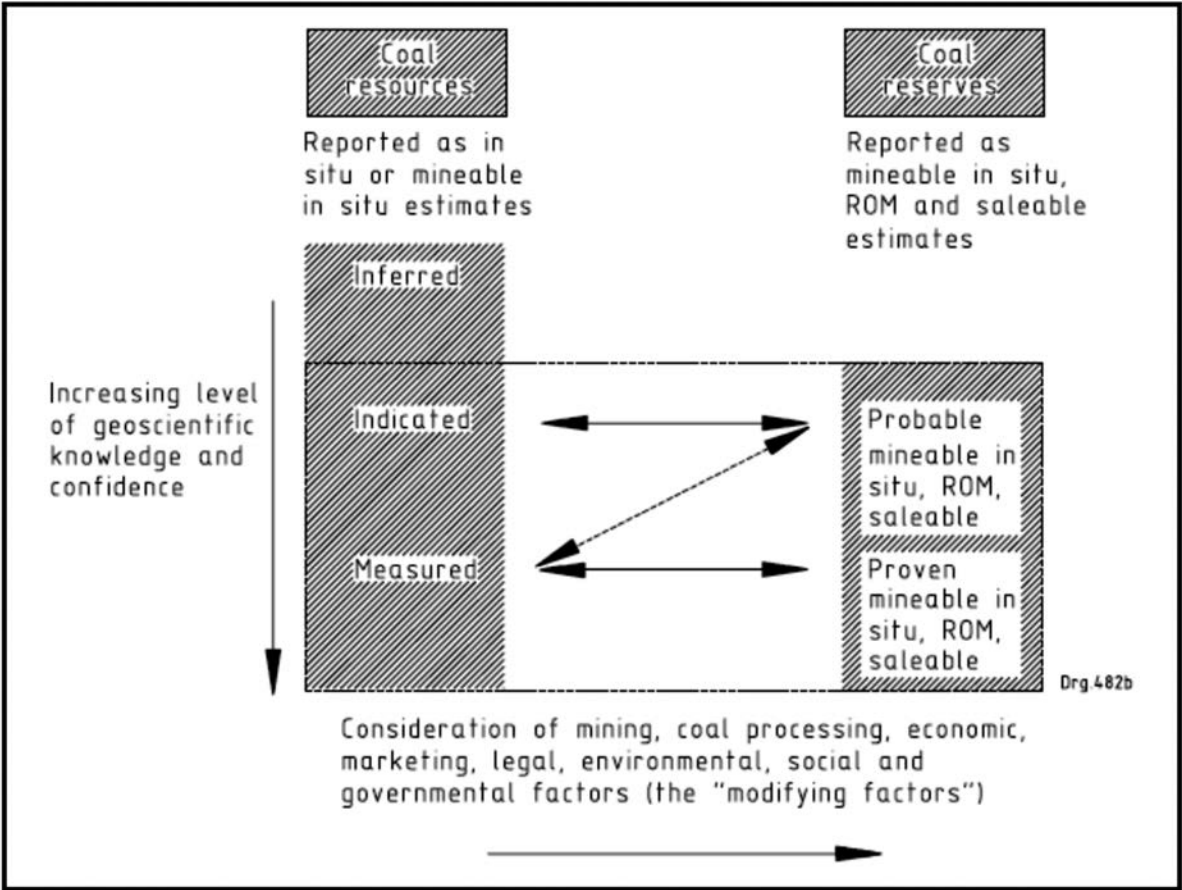 Coal
resources
Coal
reserves
Reported as in
situ or mineable
in situ estimates
Reported as
mineable in situ,
ROM and saleable
estimates
Inferred
Increasing level
of geoscientific
knowledge and
confidence
Indicated
Measured
Probable
mineable in
situ, ROM,
saleable
Proven
mineable in
situ, ROM,
saleable
Drg.482b
Consideration of mining, coal processing, economic,
marketing, legal, environmental, social and
governmental factors (the "modifying factors")